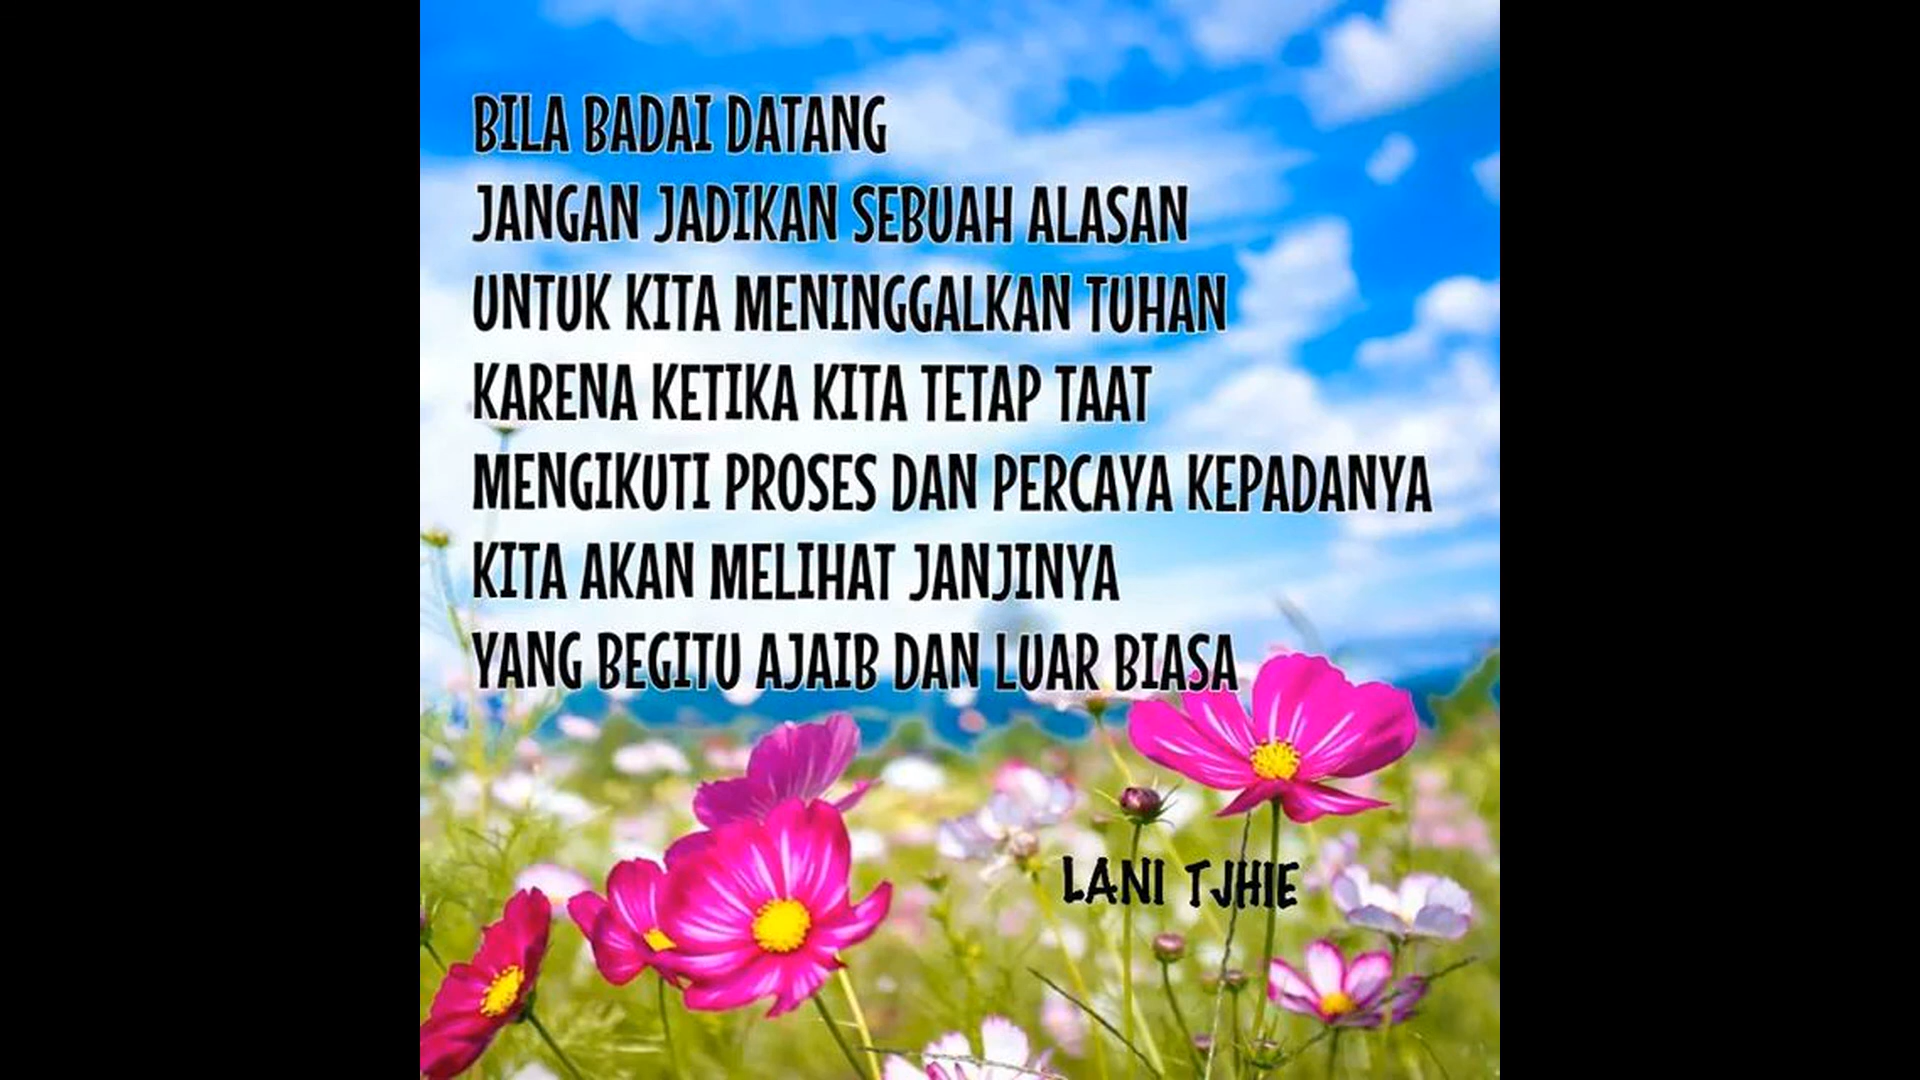 BILA BADAI DATANG
JANGAN JADIKAN SEBUAH ALASAN
UNTUK KITA MENINGGALKAN TUHAN
KARENA KETIKA KITA TETAP TAAT
MENGIKUTI PROSES DAN PERCAYA KEPADANYA
KITA AKAN MELIHAT JANJINYA
YANG BEGITU AJAIB DAN LUAR BIASA
LANI TJHIE